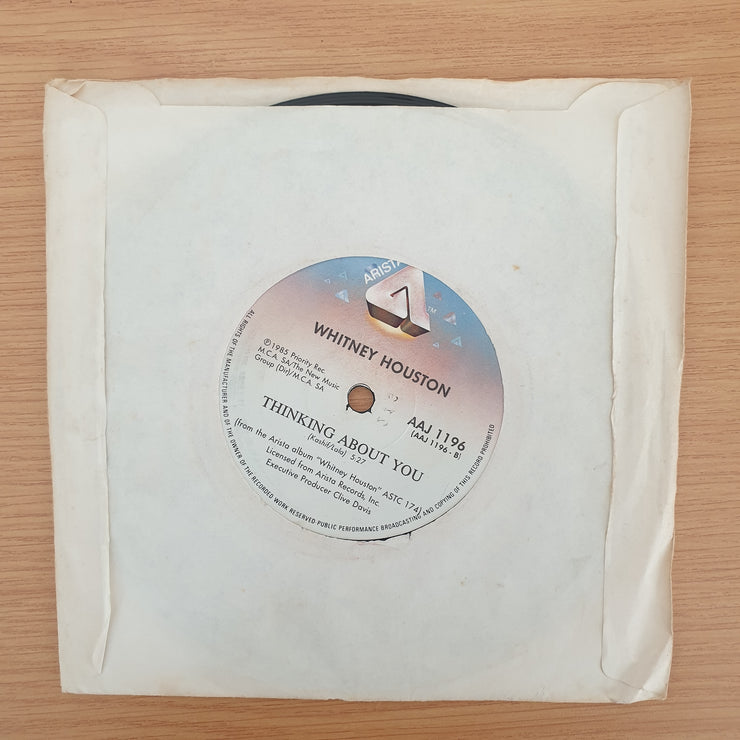 ARISTA
TM
WHITNEY HOUSTON
℗1985 Priority Rec.
M.C.A. SA/The New Music
Group (Dir)/M.C.A. SA
AAJ 1196
(AAJ 1196 - B)
THINKING ABOUT YOU
(Kashif/Lala) 5:27
(from the Arista album "Whitney Houston" ASTC 174)
Licensed from Arista Records, Inc.
Executive Producer Clive Davis
ALL RIGHTS OF THE MANUFACTURER AND OF THE OWNER OF THE RECORDED WORK RESERVED PUBLIC PERFORMANCE BROADCASTING AND COPYING OF THIS RECORD PROHIBITED